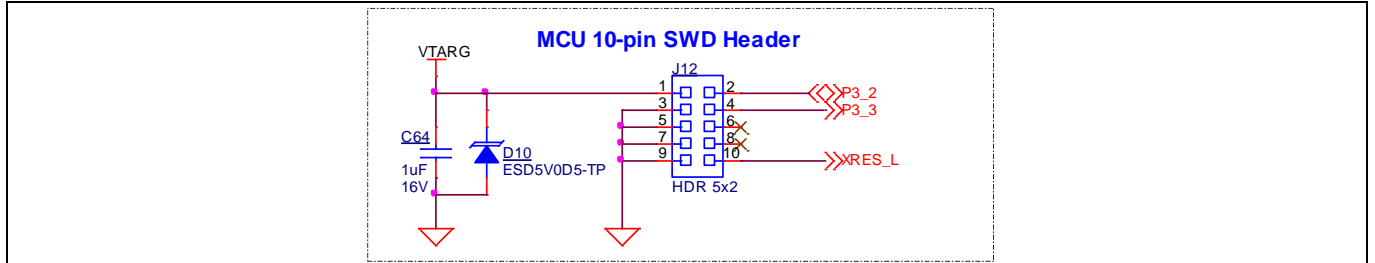 MCU 10-pin SWD Header
VTARG
J12
1 2 P3_2
3 4 P3_3
5 6
7 8
9 10 XRES_L
HDR 5x2
C64
1uF
16V
D10
ESD5V0D5-TP